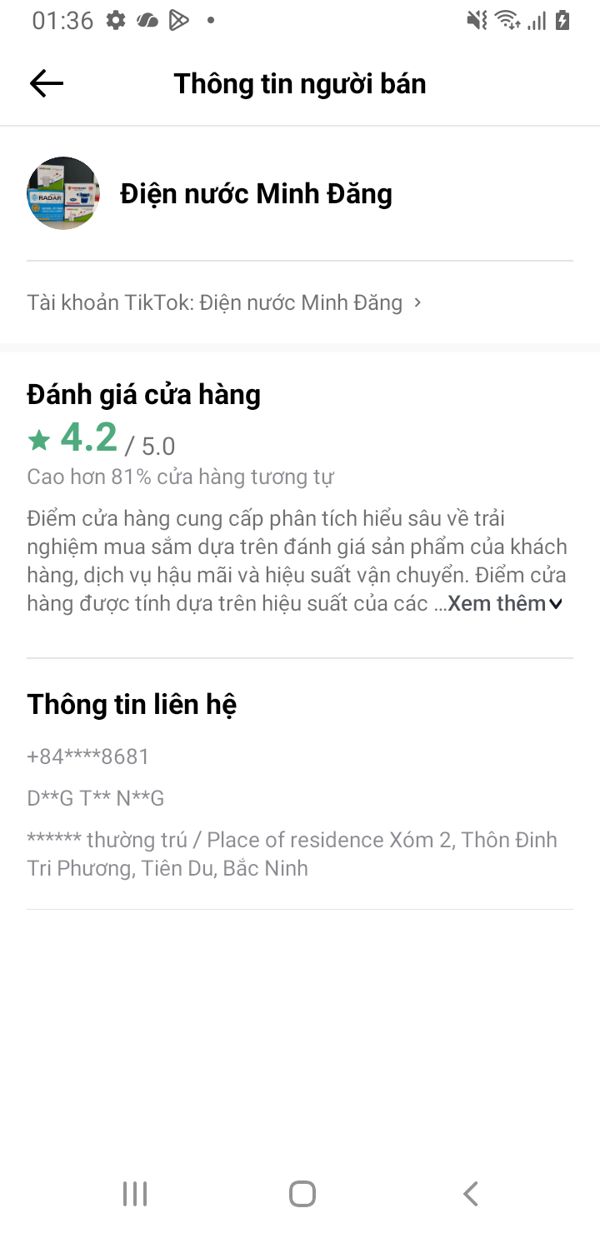 01:36
Thông tin người bán
RADAR
Điện nước Minh Đăng
Tài khoản TikTok: Điện nước Minh Đăng
Đánh giá cửa hàng
4.2 / 5.0
Cao hơn 81% cửa hàng tương tự
Điểm cửa hàng cung cấp phân tích hiểu sâu về trải
nghiệm mua sắm dựa trên đánh giá sản phẩm của khách
hàng, dịch vụ hậu mãi và hiệu suất vận chuyển. Điểm cửa
hàng được tính dựa trên hiệu suất của các ...Xem thêm
Thông tin liên hệ
+84****8681
D**G T** N**G
****** thường trú / Place of residence Xóm 2, Thôn Đinh
Tri Phương, Tiên Du, Bắc Ninh